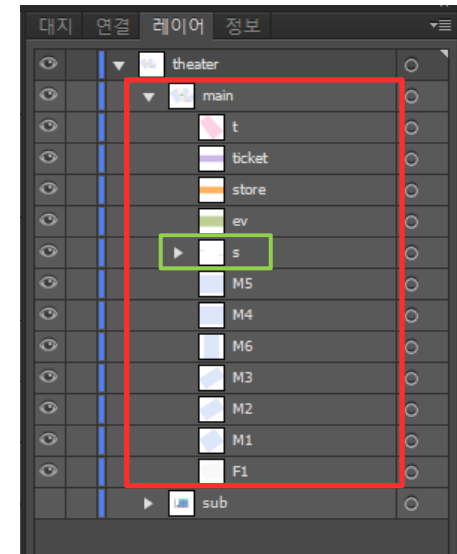 대지 연결 레이어 정보
theater
main
t
ticket
store
ev
s
M5
M4
M6
M3
M2
M1
F1
sub